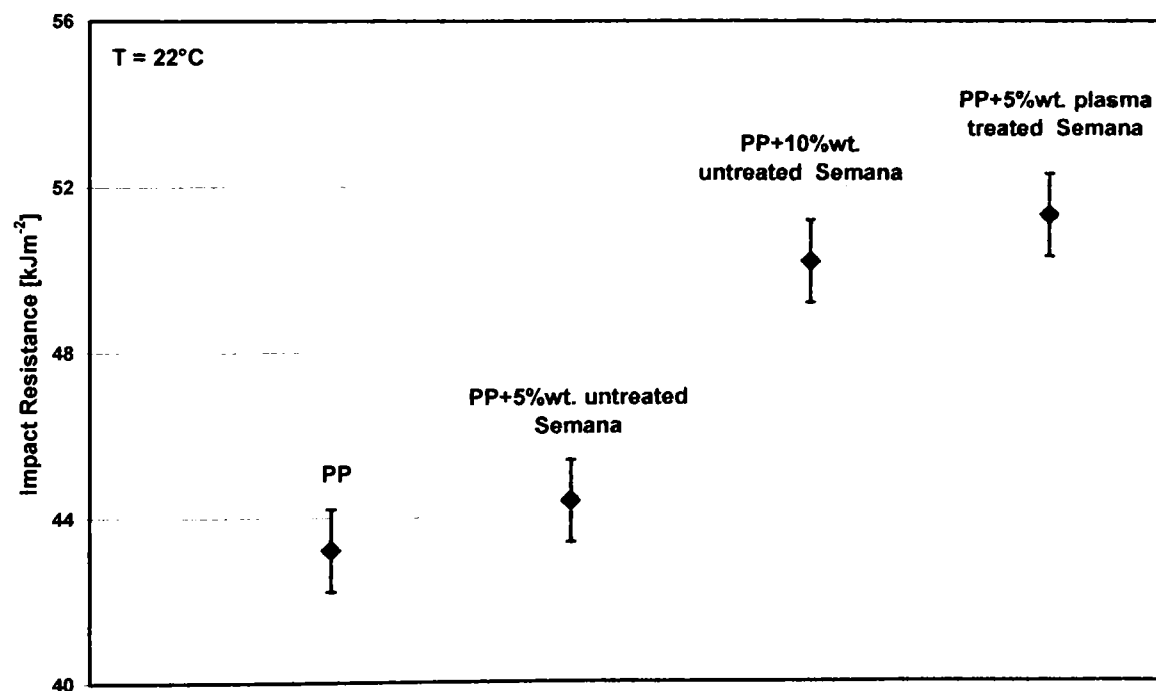 56
T = 22°C
PP+5%wt. plasma
treated Semana
PP+10%wt.
untreated Semana
52
Impact Resistance [kJm⁻²]
48
PP+5%wt. untreated
Semana
PP
44
40